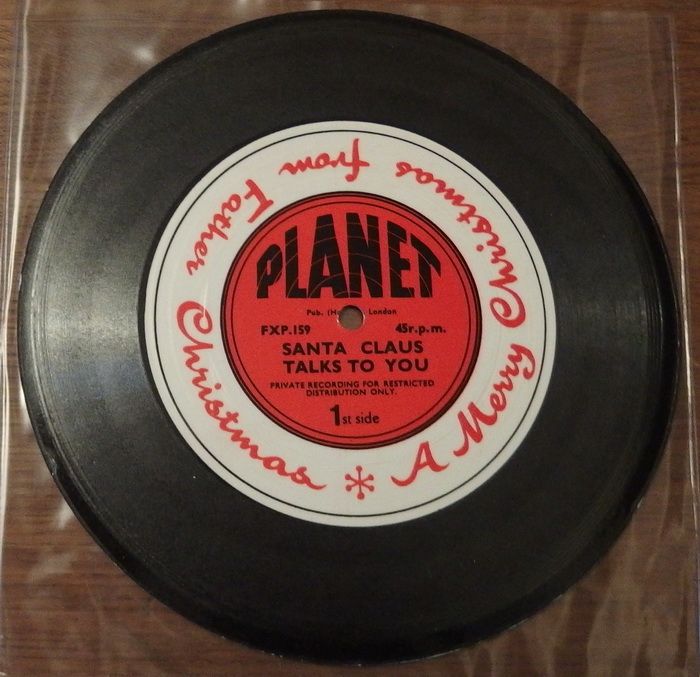 PLANET
Pub. London
FXP.159 45r.p.m.
SANTA CLAUS
TALKS TO YOU
PRIVATE RECORDING FOR RESTRICTED
DISTRIBUTION ONLY.
1st side
A Merry Christmas from Father Christmas